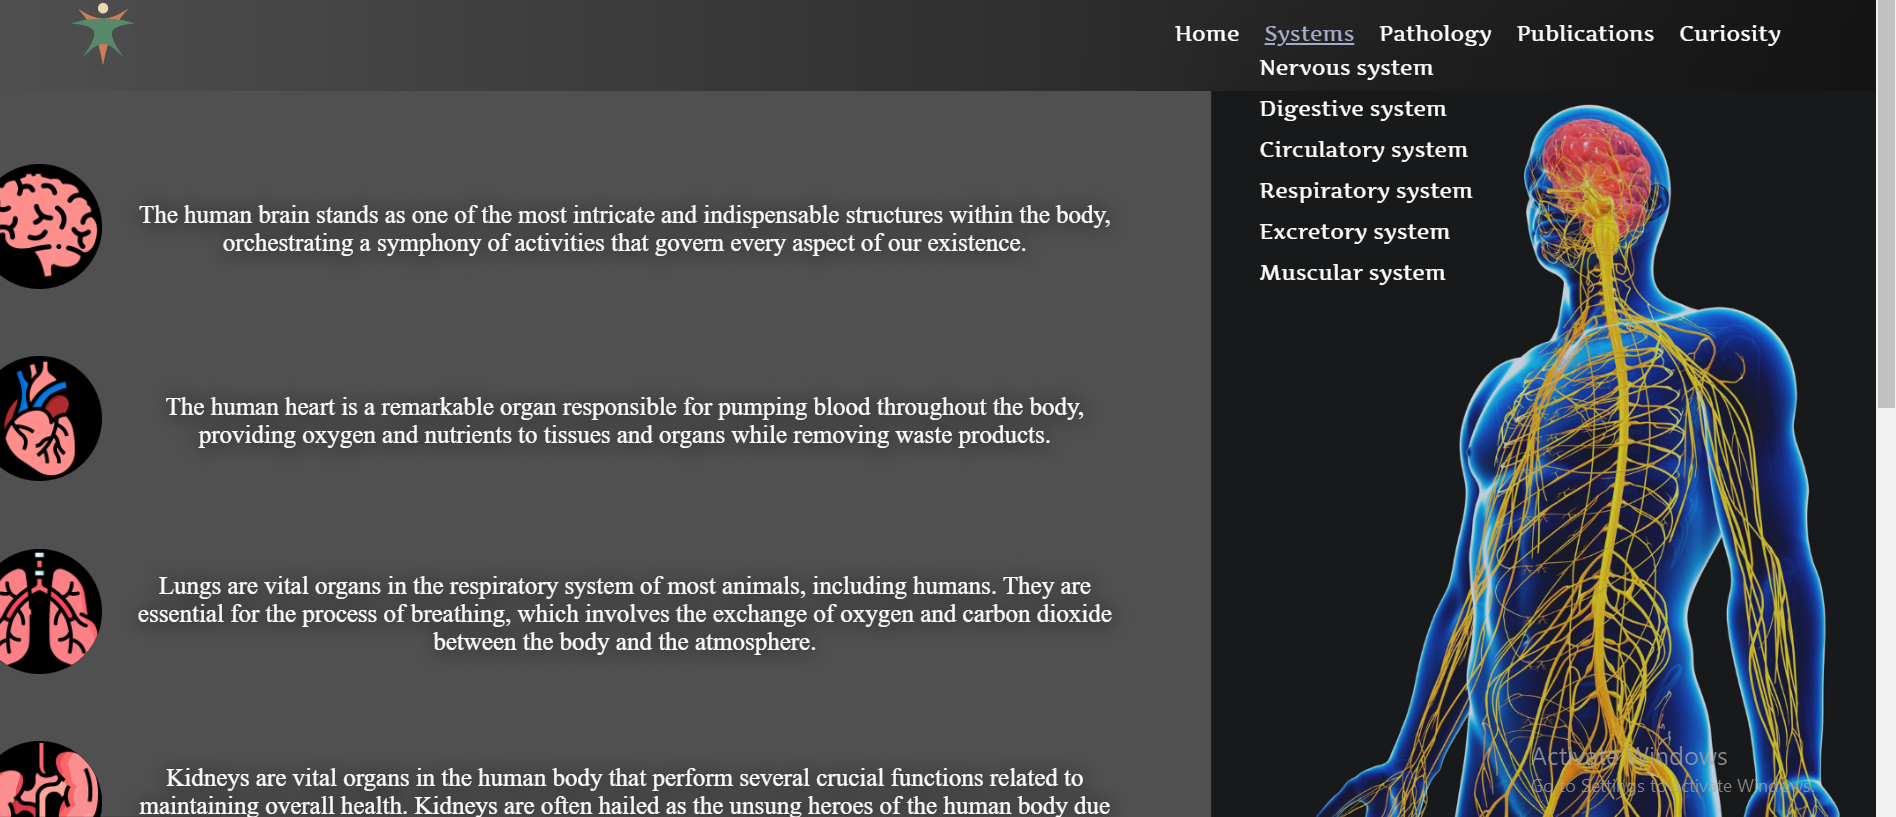 Home Systems Pathology Publications Curiosity
Nervous system
Digestive system
Circulatory system
Respiratory system
Excretory system
Muscular system
The human brain stands as one of the most intricate and indispensable structures within the body,
orchestrating a symphony of activities that govern every aspect of our existence.
The human heart is a remarkable organ responsible for pumping blood throughout the body,
providing oxygen and nutrients to tissues and organs while removing waste products.
Lungs are vital organs in the respiratory system of most animals, including humans. They are
essential for the process of breathing, which involves the exchange of oxygen and carbon dioxide
between the body and the atmosphere.
Kidneys are vital organs in the human body that perform several crucial functions related to
maintaining overall health. Kidneys are often hailed as the unsung heroes of the human body due
Activate Windows
Go to Settings to activate Windows.